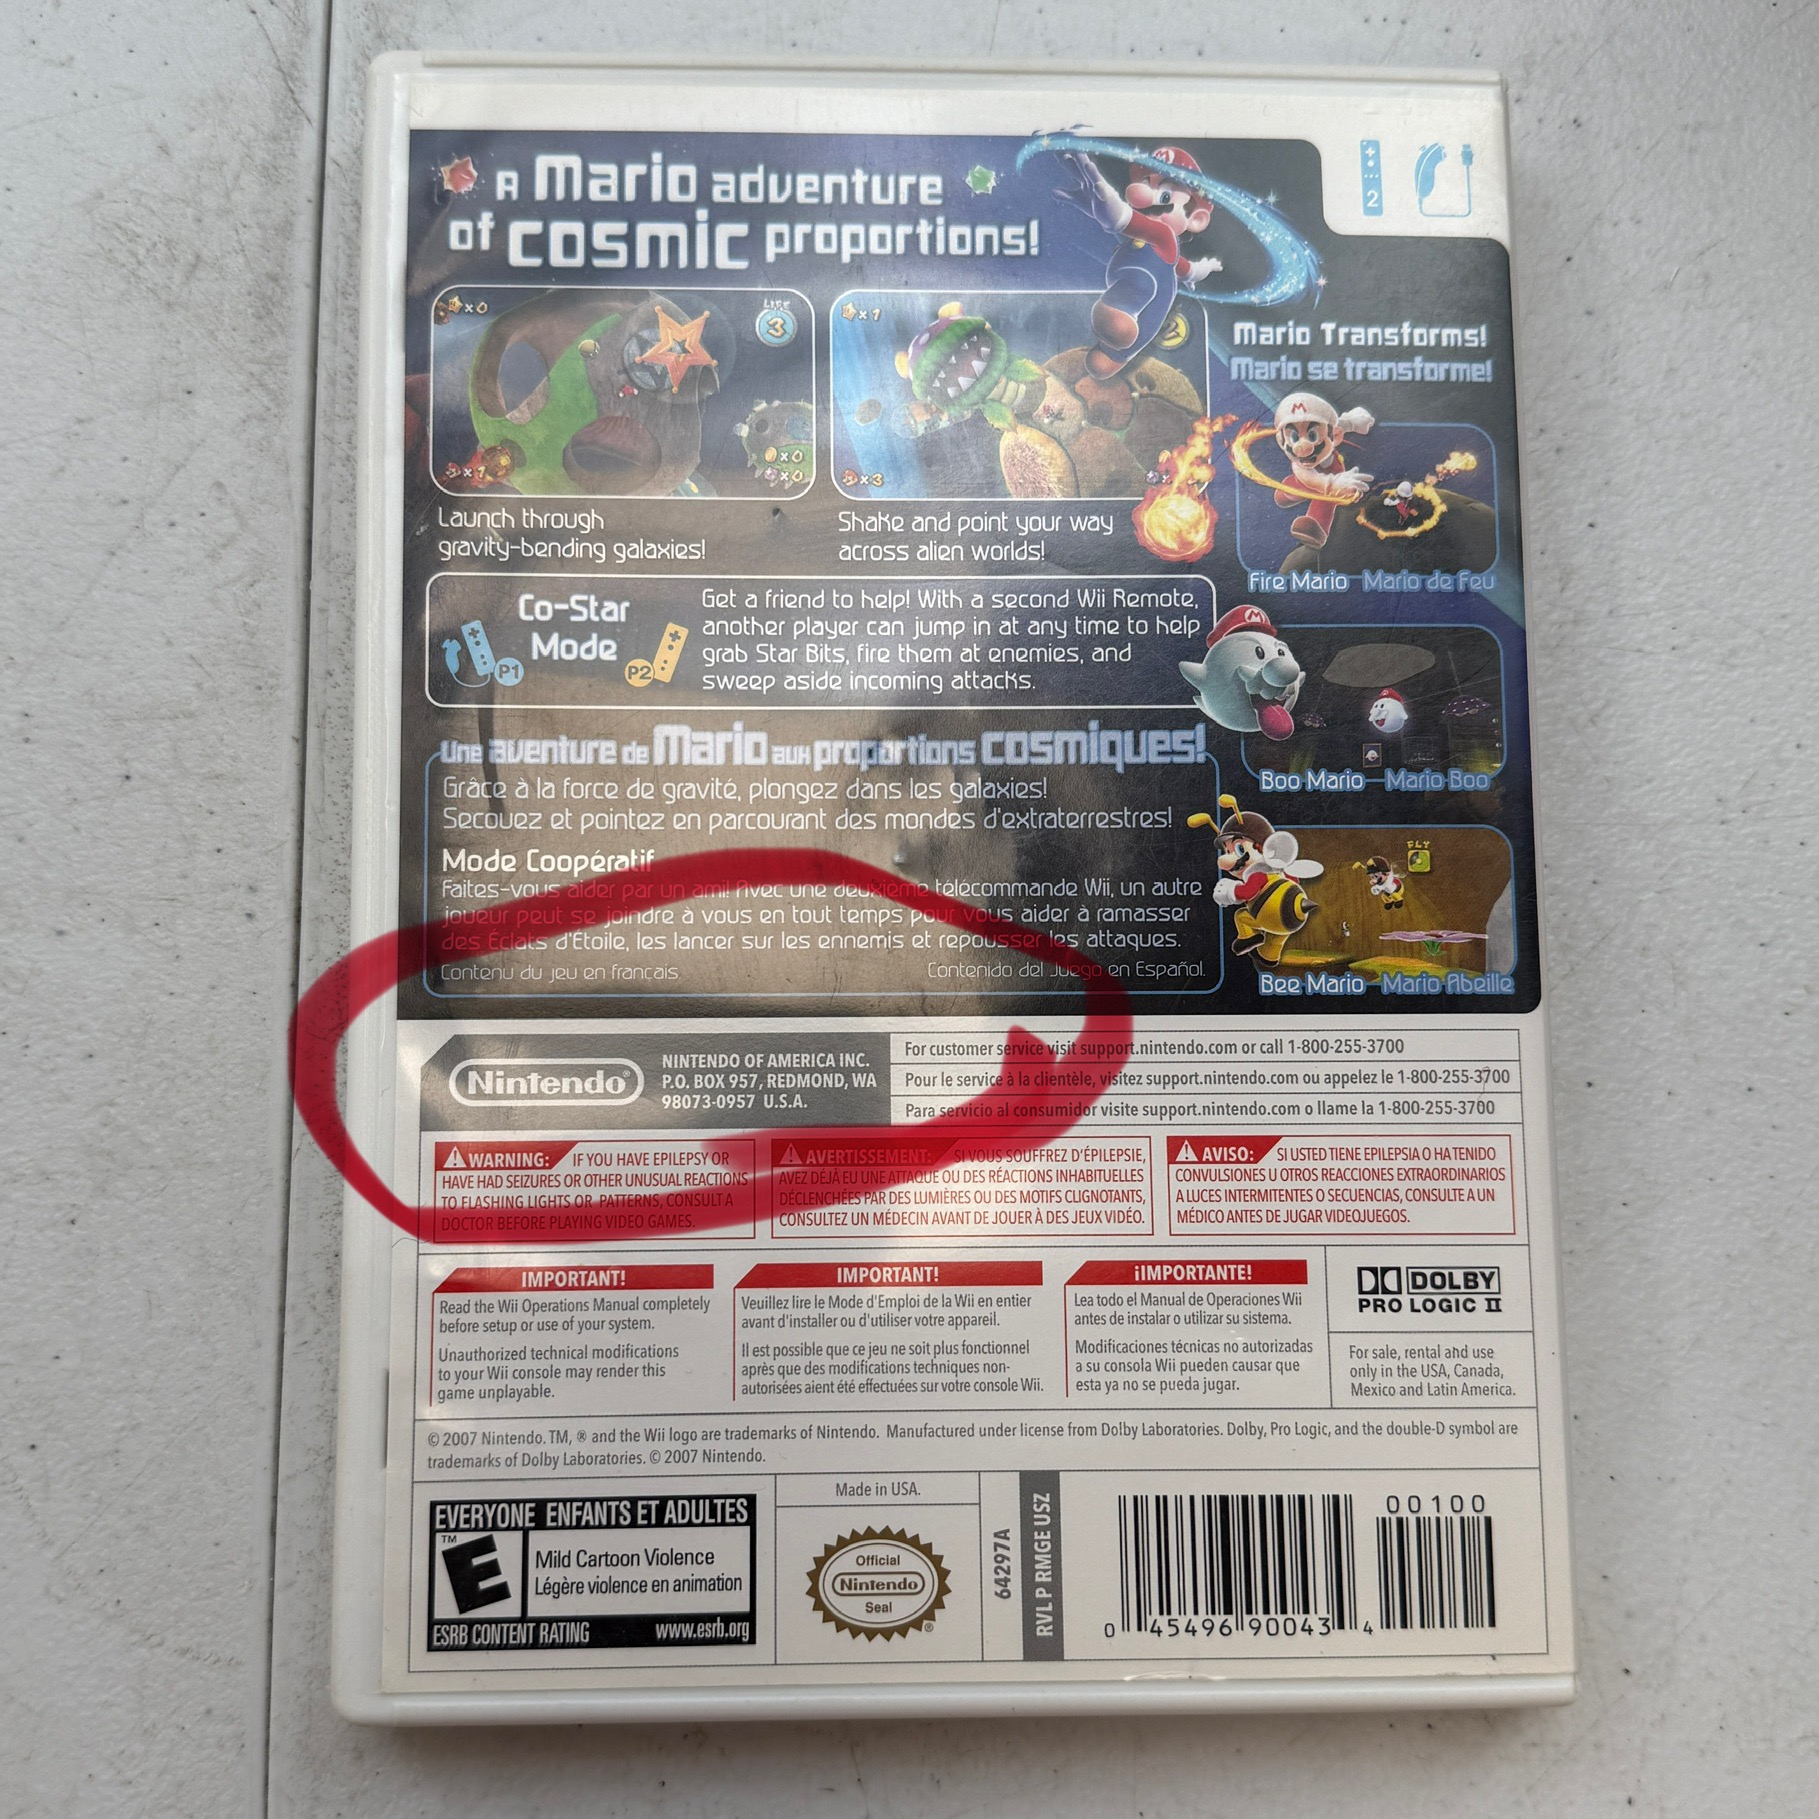 A Mario adventure
of COSMIC proportions!
2
x0
LIFE
3
x1
x0
x0
Launch through
gravity-bending galaxies!
x1
2
x3
Shake and point your way
across alien worlds!
Mario Transforms!
Mario se transforme!
Fire Mario Mario de Feu
Boo Mario Mario Boo
FLY
Bee Mario Mario Abeille
Co-Star
Mode
P1
P2
Get a friend to help! With a second Wii Remote,
another player can jump in at any time to help
grab Star Bits, fire them at enemies, and
sweep aside incoming attacks.
Une aventure de Mario aux proportions cosmiques!
Grâce à la force de gravité, plongez dans les galaxies!
Secouez et pointez en parcourant des mondes d'extraterrestres!
Mode Coopératif
Faites-vous aider par un ami! Avec une deuxième télécommande Wii, un autre
joueur peut se joindre à vous en tout temps pour vous aider à ramasser
des Éclats d'Étoile, les lancer sur les ennemis et repousser les attaques.
Contenu du jeu en francais
Contenido del Juego en Español.
Nintendo®
NINTENDO OF AMERICA INC.
P.O. BOX 957, REDMOND, WA
98073-0957 U.S.A.
For customer service visit support.nintendo.com or call 1-800-255-3700
Pour le service à la clientèle, visitez support.nintendo.com ou appelez le 1-800-255-3700
Para servicio al consumidor visite support.nintendo.com o llame la 1-800-255-3700
WARNING: IF YOU HAVE EPILEPSY OR
HAVE HAD SEIZURES OR OTHER UNUSUAL REACTIONS
TO FLASHING LIGHTS OR PATTERNS, CONSULT A
DOCTOR BEFORE PLAYING VIDEO GAMES.
AVERTISSEMENT: SI VOUS SOUFFREZ D'ÉPILEPSIE,
AVEZ DÉJÀ EU UNE ATTAQUE OU DES RÉACTIONS INHABITUELLES
DÉCLENCHÉES PAR DES LUMIÈRES OU DES MOTIFS CLIGNOTANTS,
CONSULTEZ UN MÉDECIN AVANT DE JOUER À DES JEUX VIDÉO.
AVISO: SI USTED TIENE EPILEPSIA O HA TENIDO
CONVULSIONES U OTROS REACCIONES EXTRAORDINARIOS
A LUCES INTERMITENTES O SECUENCIAS, CONSULTE A UN
MÉDICO ANTES DE JUGAR VIDEOJUEGOS.
IMPORTANT!
Read the Wii Operations Manual completely
before setup or use of your system.
Unauthorized technical modifications
to your Wii console may render this
game unplayable.
IMPORTANT!
Veuillez lire le Mode d'Emploi de la Wii en entier
avant d'installer ou d'utiliser votre appareil.
Il est possible que ce jeu ne soit plus fonctionnel
après que des modifications techniques non-
autorisées aient été effectuées sur votre console Wii.
¡IMPORTANTE!
Lea todo el Manual de Operaciones Wii
antes de instalar o utilizar su sistema.
Modificaciones técnicas no autorizadas
a su consola Wii pueden causar que
esta ya no se pueda jugar.
DOLBY
PRO LOGIC II
For sale, rental and use
only in the USA, Canada,
Mexico and Latin America.
© 2007 Nintendo. TM, ® and the Wii logo are trademarks of Nintendo. Manufactured under license from Dolby Laboratories. Dolby, Pro Logic, and the double-D symbol are
trademarks of Dolby Laboratories. © 2007 Nintendo.
EVERYONE ENFANTS ET ADULTES
TM
E
Mild Cartoon Violence
Légère violence en animation
ESRB CONTENT RATING www.esrb.org
Made in USA.
Official
Nintendo
Seal
®
64297A
RVL P RMGE USZ
00100
0 45496 90043 4